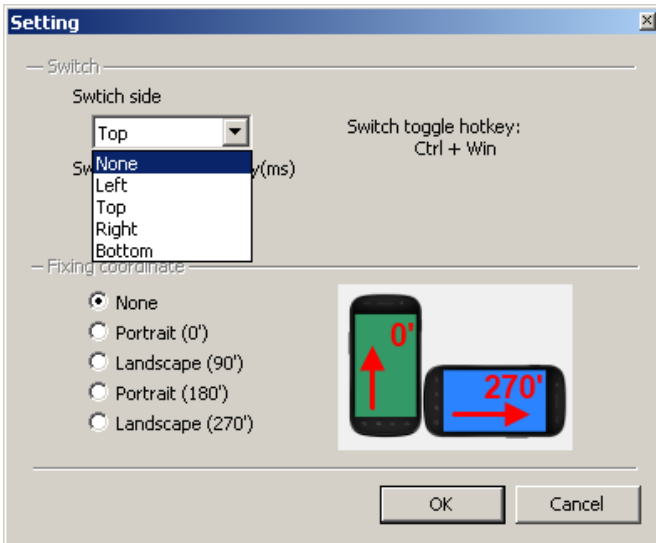 Setting
Switch
Swtich side
Top
Switch toggle hotkey:
Ctrl + Win
None
Left
Top
Right
Bottom
y(ms)
Fixing coordinate
None
Portrait (0')
Landscape (90')
Portrait (180')
Landscape (270')
0'
270'
OK
Cancel